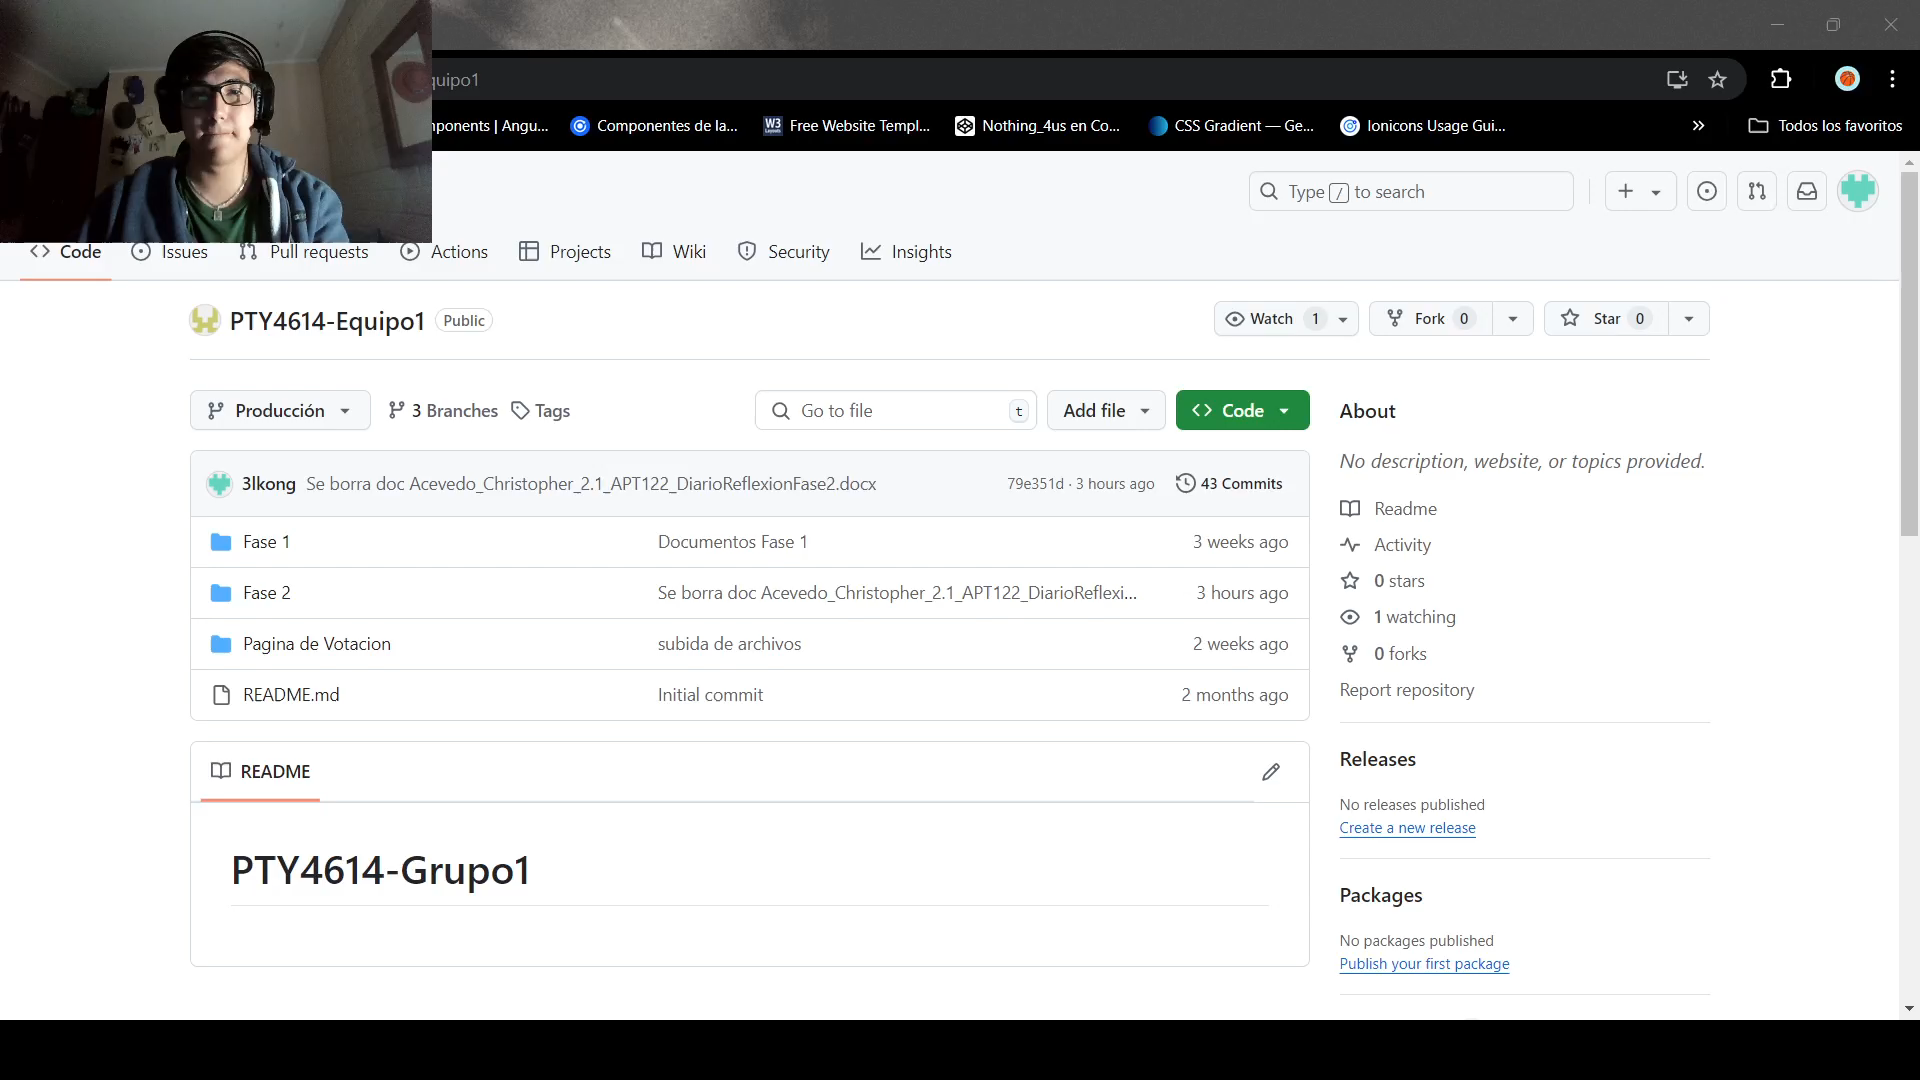 quipo1
mponents | Angu...
Componentes de la...
Free Website Templ...
Nothing_4us en Co...
CSS Gradient — Ge...
Ionicons Usage Gui...
Todos los favoritos
Type / to search
Code
Issues
Pull requests
Actions
Projects
Wiki
Security
Insights
PTY4614-Equipo1
Public
Watch 1
Fork 0
Star 0
Producción
3 Branches
Tags
Go to file
t
Add file
Code
About
3lkong Se borra doc Acevedo_Christopher_2.1_APT122_DiarioReflexionFase2.docx 79e351d · 3 hours ago 43 Commits
No description, website, or topics provided.
Fase 1 Documentos Fase 1 3 weeks ago
Fase 2 Se borra doc Acevedo_Christopher_2.1_APT122_DiarioReflexi... 3 hours ago
Pagina de Votacion subida de archivos 2 weeks ago
README.md Initial commit 2 months ago
Readme
Activity
0 stars
1 watching
0 forks
Report repository
README
PTY4614-Grupo1
Releases
No releases published
Create a new release
Packages
No packages published
Publish your first package